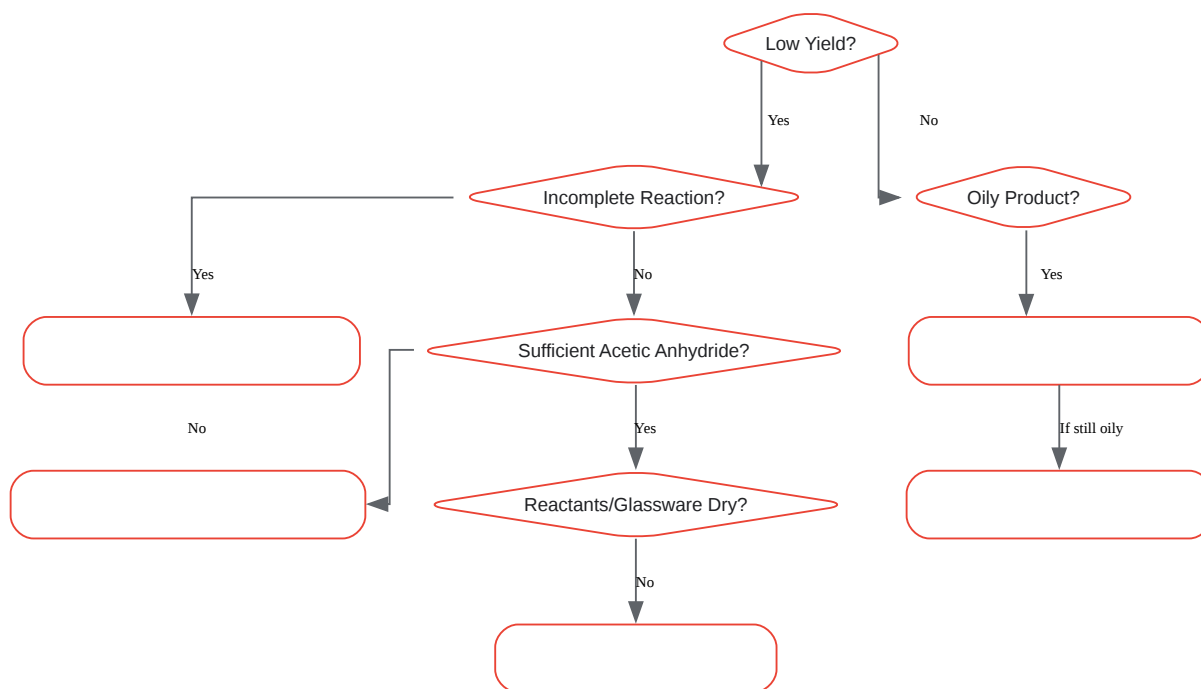 Low Yield?
Yes
No
Incomplete Reaction?
Oily Product?
Yes
No
Yes
Sufficient Acetic Anhydride?
No
Yes
If still oily
Reactants/Glassware Dry?
No